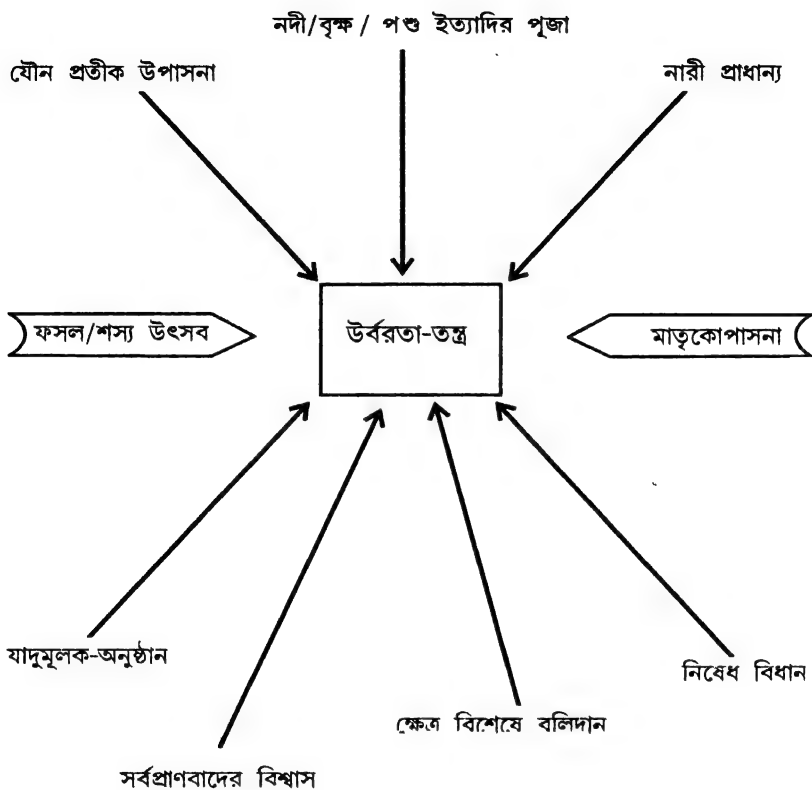 নদী/বৃক্ষ / পশু ইত্যাদির পূজা
যৌন প্রতীক উপাসনা
নারী প্রাধান্য
ফসল/শস্য উৎসব
উর্বরতা-তন্ত্র
মাতৃকোপাসনা
যাদুমূলক-অনুষ্ঠান
নিষেধ বিধান
ক্ষেত্র বিশেষে বলিদান
সর্বপ্রাণবাদের বিশ্বাস